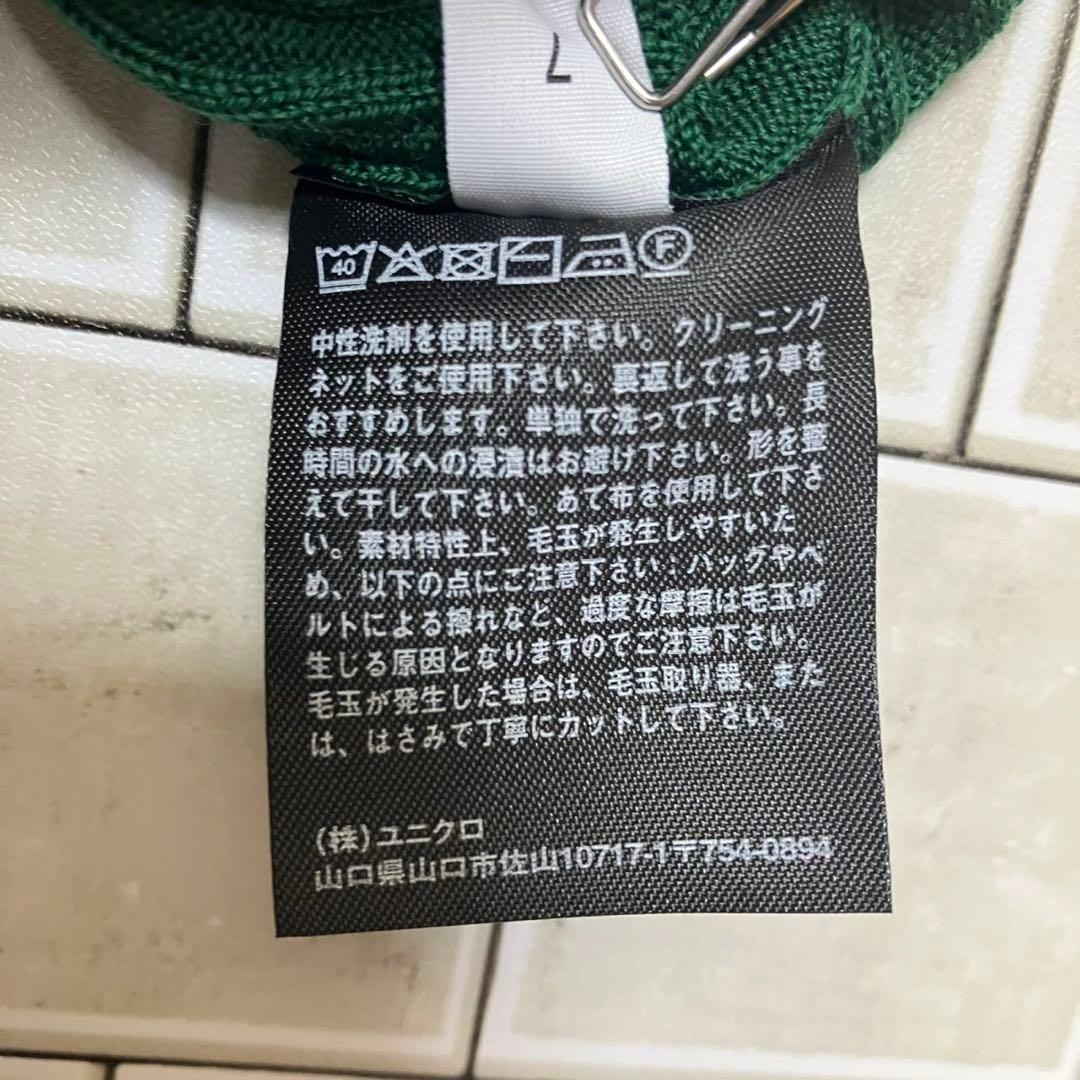 40 F
中性洗剤を使用して下さい。クリーニング
ネットをご使用下さい。裏返して洗う事を
おすすめします。単独で洗って下さい。長
時間の水への浸漬はお避け下さい。形を整
えて干して下さい。あて布を使用して下さ
い。素材特性上、毛玉が発生しやすいた
め、以下の点にご注意下さい：バッグやベ
ルトによる擦れなど、過度な摩擦は毛玉が
生じる原因となりますのでご注意下さい。
毛玉が発生した場合は、毛玉取り器、また
は、はさみで丁寧にカットして下さい。
(株)ユニクロ
山口県山口市佐山10717-1〒754-0894